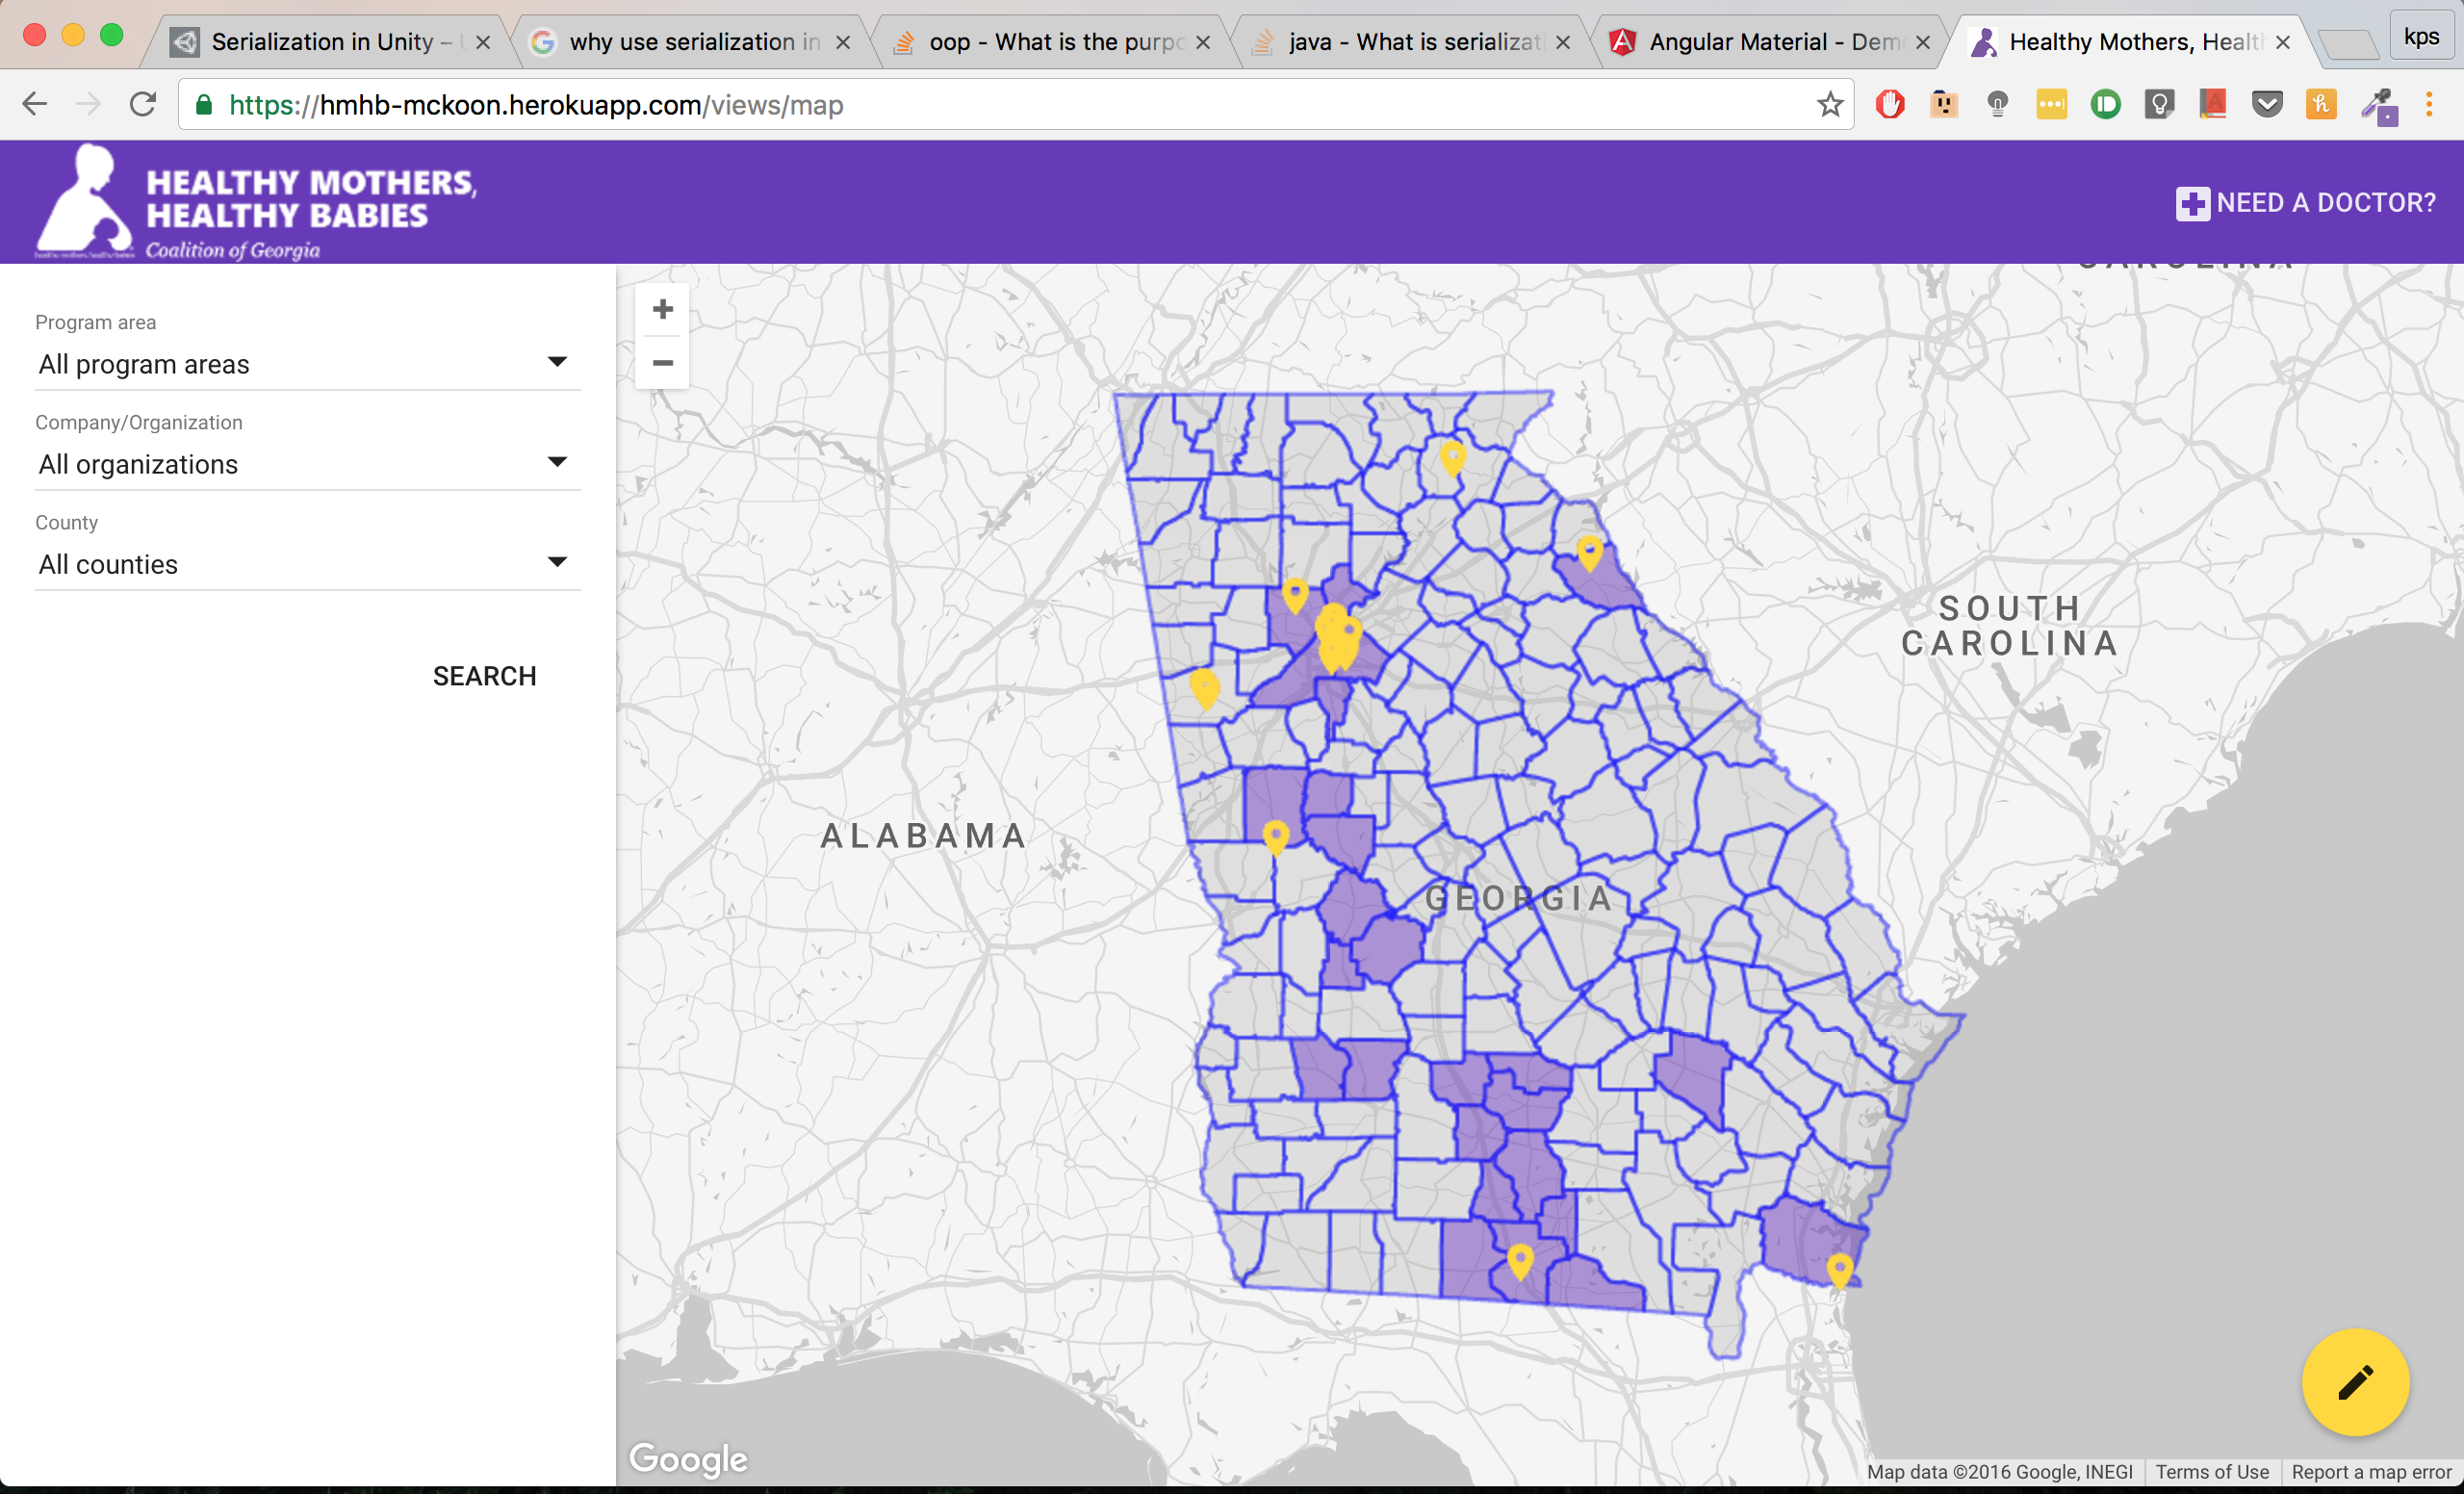 Serialization in Unity –
why use serialization in
oop - What is the purpo
java - What is serializati
Angular Material - Dem
Healthy Mothers, Healt
kps
https://hmhb-mckoon.herokuapp.com/views/map
HEALTHY MOTHERS,
HEALTHY BABIES
Coalition of Georgia
NEED A DOCTOR?
Program area
All program areas
Company/Organization
All organizations
County
All counties
SEARCH
+
−
CAROLINA
SOUTH
CAROLINA
ALABAMA
GEORGIA
Google
Map data ©2016 Google, INEGI
Terms of Use
Report a map error